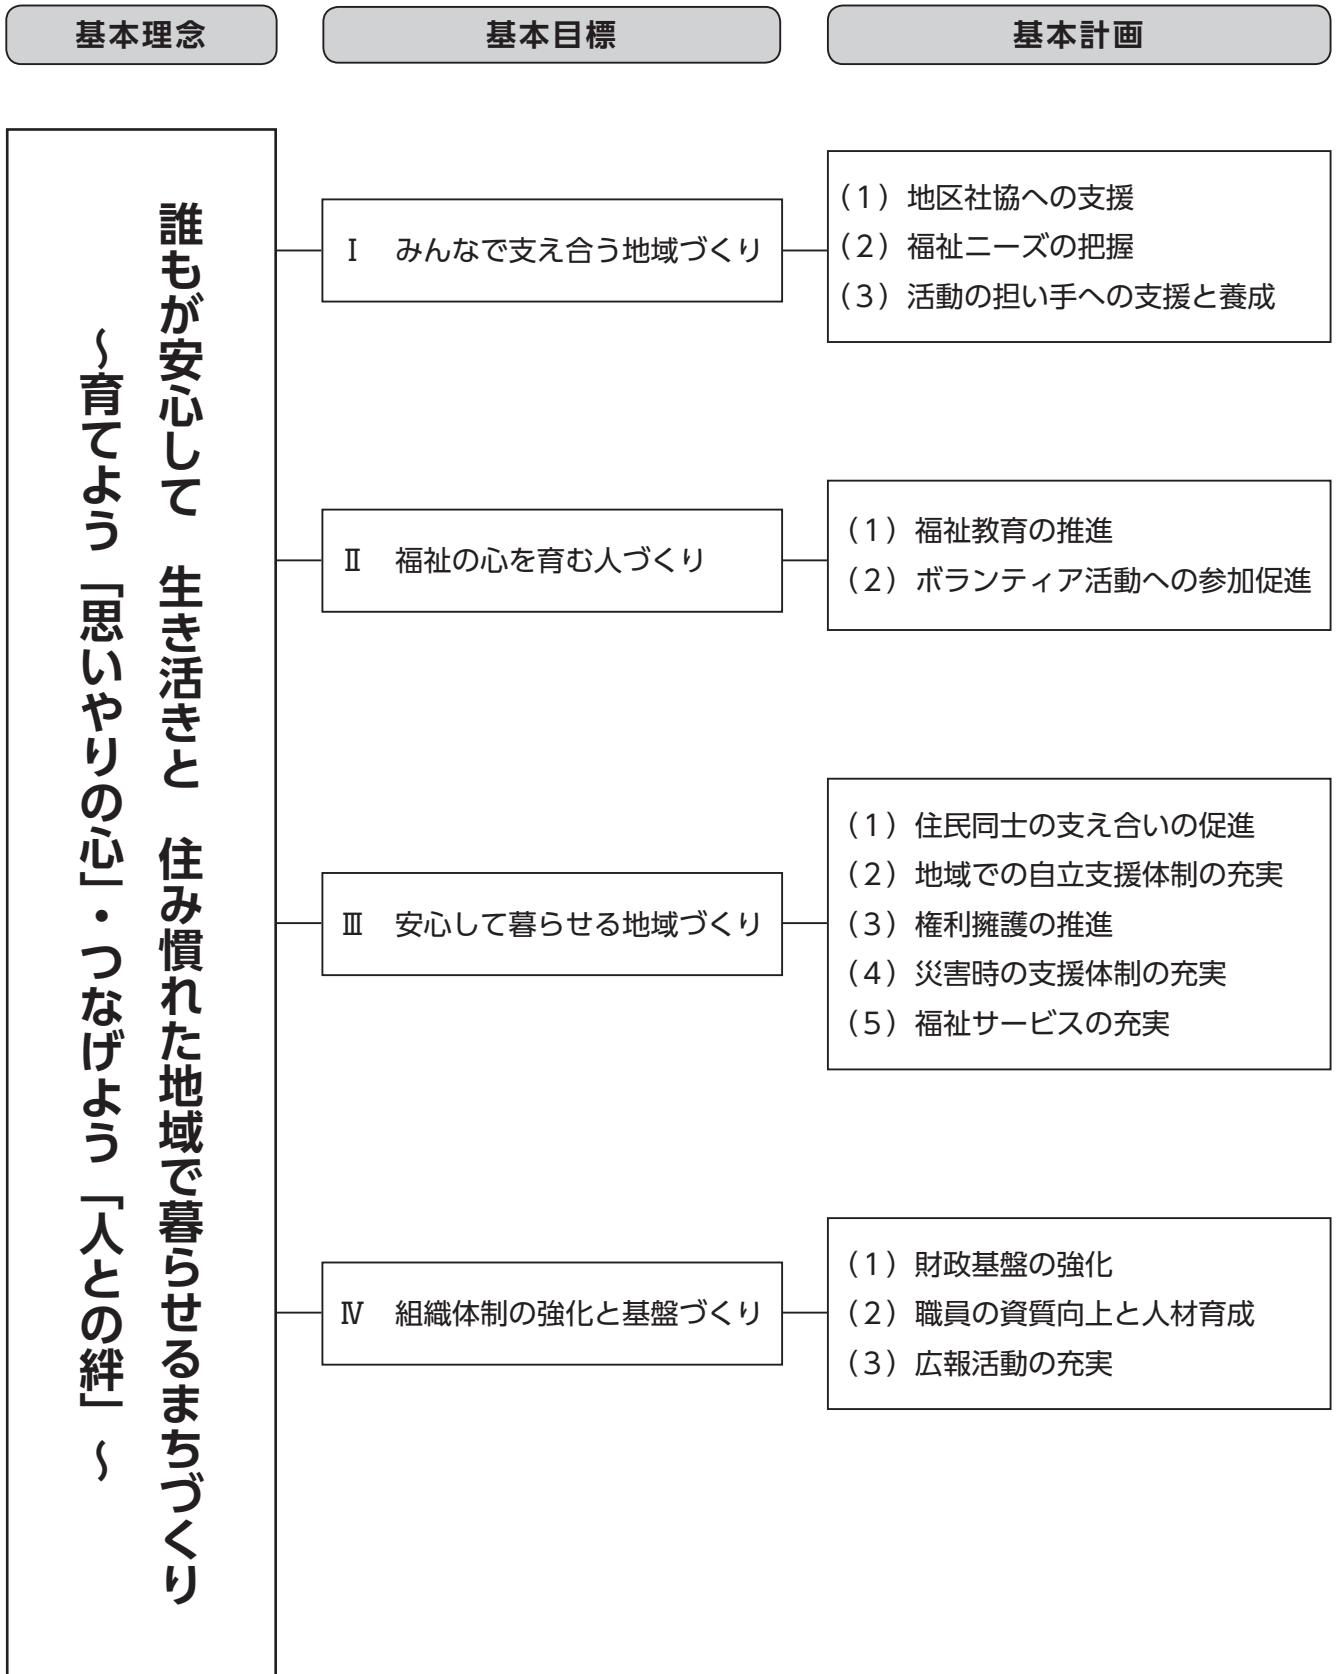 基本理念
基本目標
基本計画
誰もが安心して　生き活きと　住み慣れた地域で暮らせるまちづくり
～育てよう「思いやりの心」・つなげよう「人との絆」～
Ⅰ　みんなで支え合う地域づくり
（１）地区社協への支援
（２）福祉ニーズの把握
（３）活動の担い手への支援と養成
Ⅱ　福祉の心を育む人づくり
（１）福祉教育の推進
（２）ボランティア活動への参加促進
Ⅲ　安心して暮らせる地域づくり
（１）住民同士の支え合いの促進
（２）地域での自立支援体制の充実
（３）権利擁護の推進
（４）災害時の支援体制の充実
（５）福祉サービスの充実
Ⅳ　組織体制の強化と基盤づくり
（１）財政基盤の強化
（２）職員の資質向上と人材育成
（３）広報活動の充実